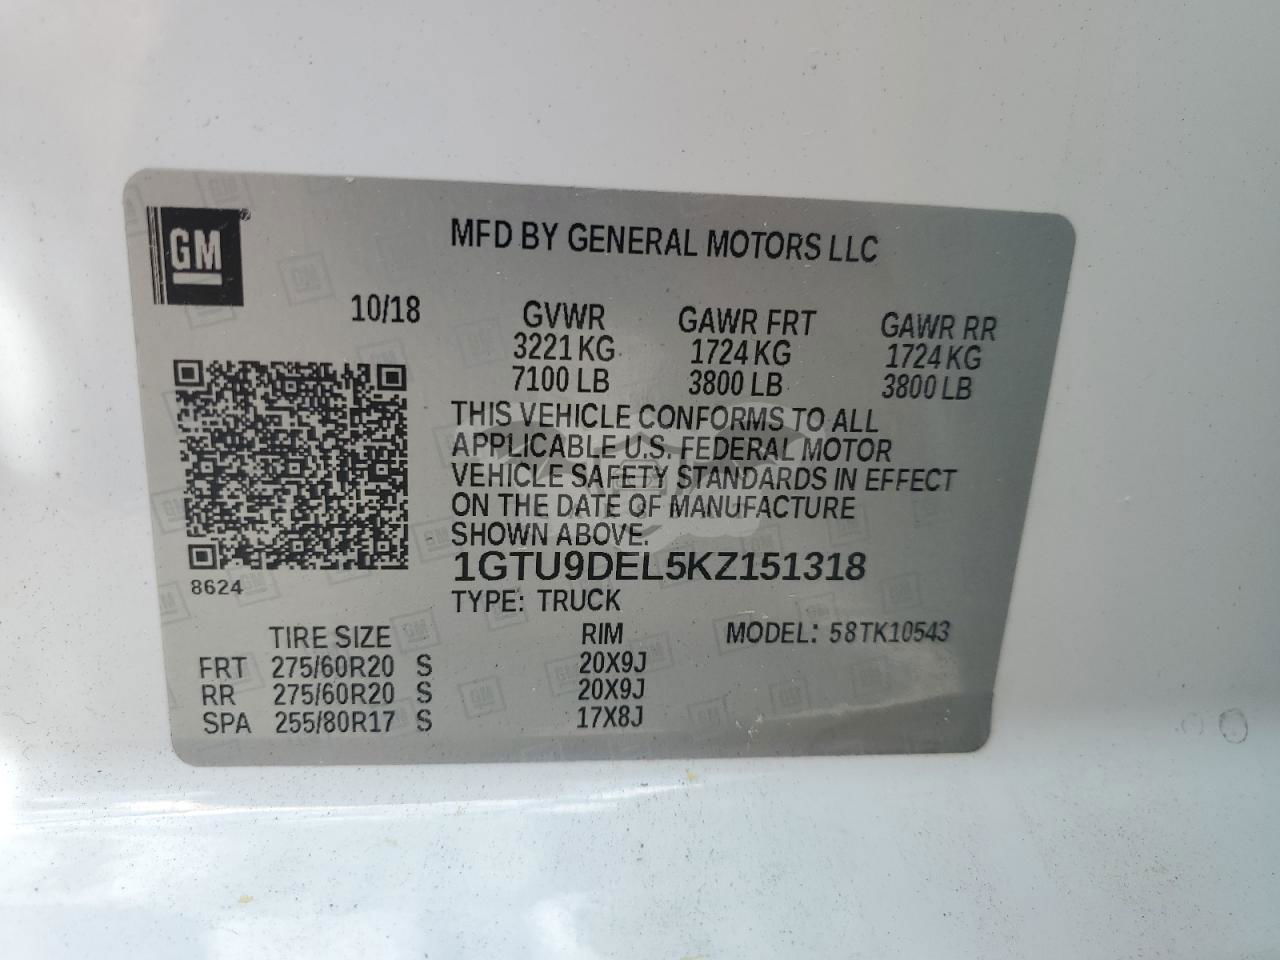 GM
MFD BY GENERAL MOTORS LLC
10/18 GVWR GAWR FRT GAWR RR
3221 KG 1724 KG 1724 KG
7100 LB 3800 LB 3800 LB
THIS VEHICLE CONFORMS TO ALL
APPLICABLE U.S. FEDERAL MOTOR
VEHICLE SAFETY STANDARDS IN EFFECT
ON THE DATE OF MANUFACTURE
SHOWN ABOVE.
1GTU9DEL5KZ151318
8624
TYPE: TRUCK
TIRE SIZE RIM MODEL: 58TK10543
FRT 275/60R20 S 20X9J
RR 275/60R20 S 20X9J
SPA 255/80R17 S 17X8J